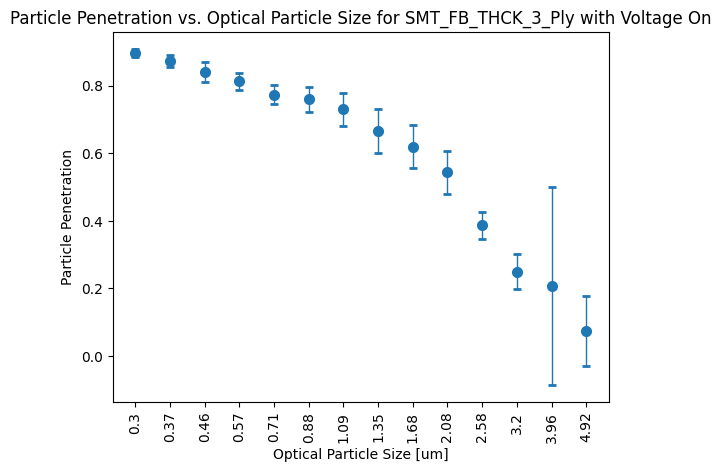 Particle Penetration vs. Optical Particle Size for SMT_FB_THCK_3_Ply with Voltage On
Particle Penetration
0.8
0.6
0.4
0.2
0.0
0.3 0.37 0.46 0.57 0.71 0.88 1.09 1.35 1.68 2.08 2.58 3.2 3.96 4.92
Optical Particle Size [um]